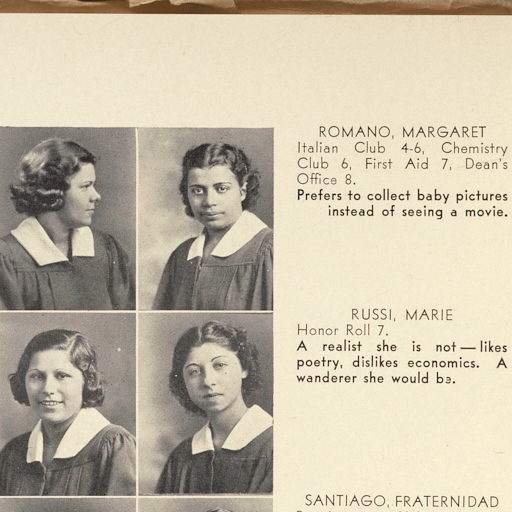 ROMANO, MARGARET
Italian Club 4-6, Chemistry
Club 6, First Aid 7, Dean's
Office 8.
Prefers to collect baby pictures
instead of seeing a movie.
RUSSI, MARIE
Honor Roll 7.
A realist she is not—likes
poetry, dislikes economics. A
wanderer she would be.
SANTIAGO, FRATERNIDAD